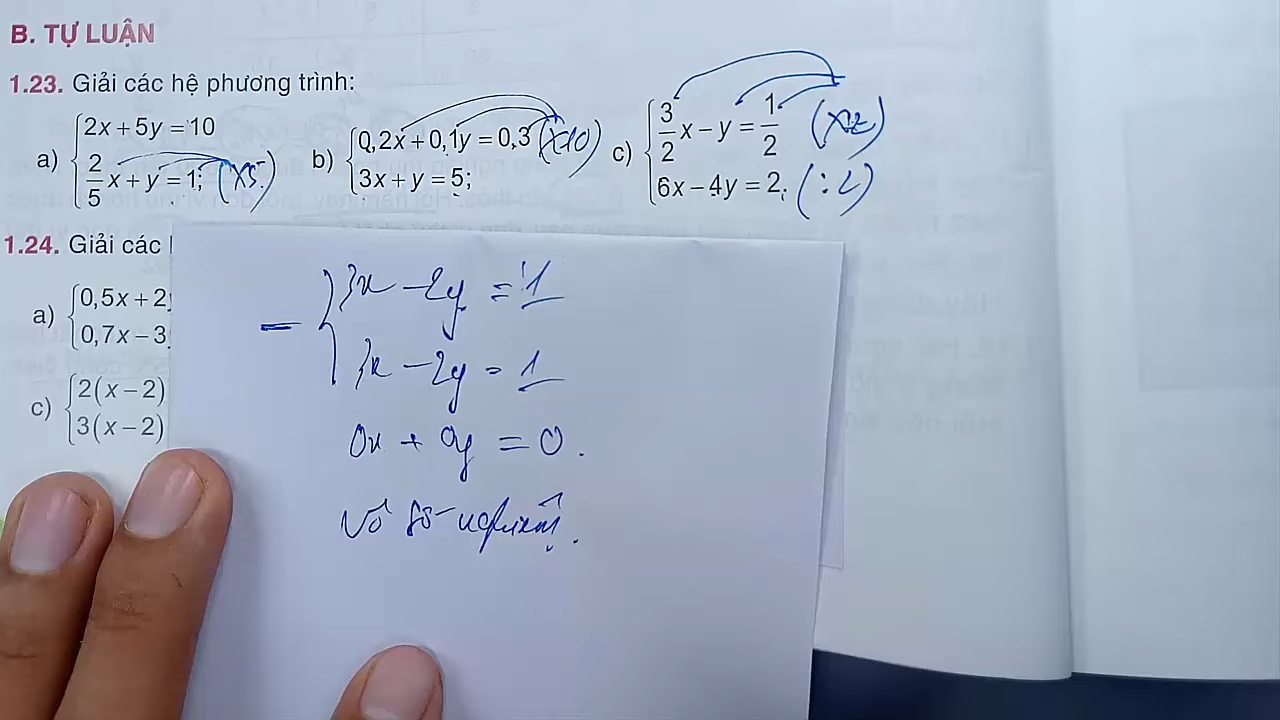 B. TỰ LUẬN
1.23. Giải các hệ phương trình:
a) { 2x + 5y = 10
2/5 x + y = 1; (x5)
b) { 0,2x + 0,1y = 0,3 (x10)
3x + y = 5;
c) { 3/2 x − y = 1/2 (x2)
6x − 4y = 2. (:2)
1.24. Giải các
a) { 0,5x + 2
0,7x − 3
c) { 2(x − 2)
3(x − 2)
− { 3x − 2y = 1
3x − 2y = 1
0x + 0y = 0.
Vô số nghiệm.